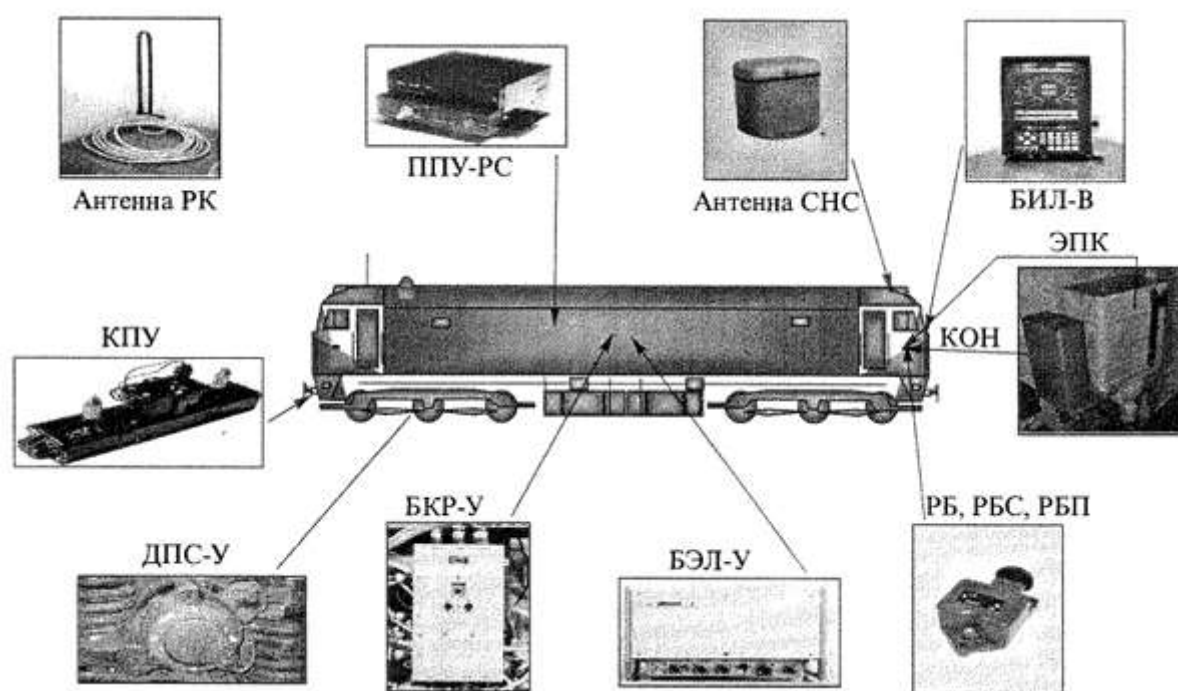 Антенна РК
ППУ-РС
Антенна СНС
БИЛ-В
ЭПК
КПУ
КОН
ДПС-У
БКР-У
БЭЛ-У
РБ, РБС, РБП